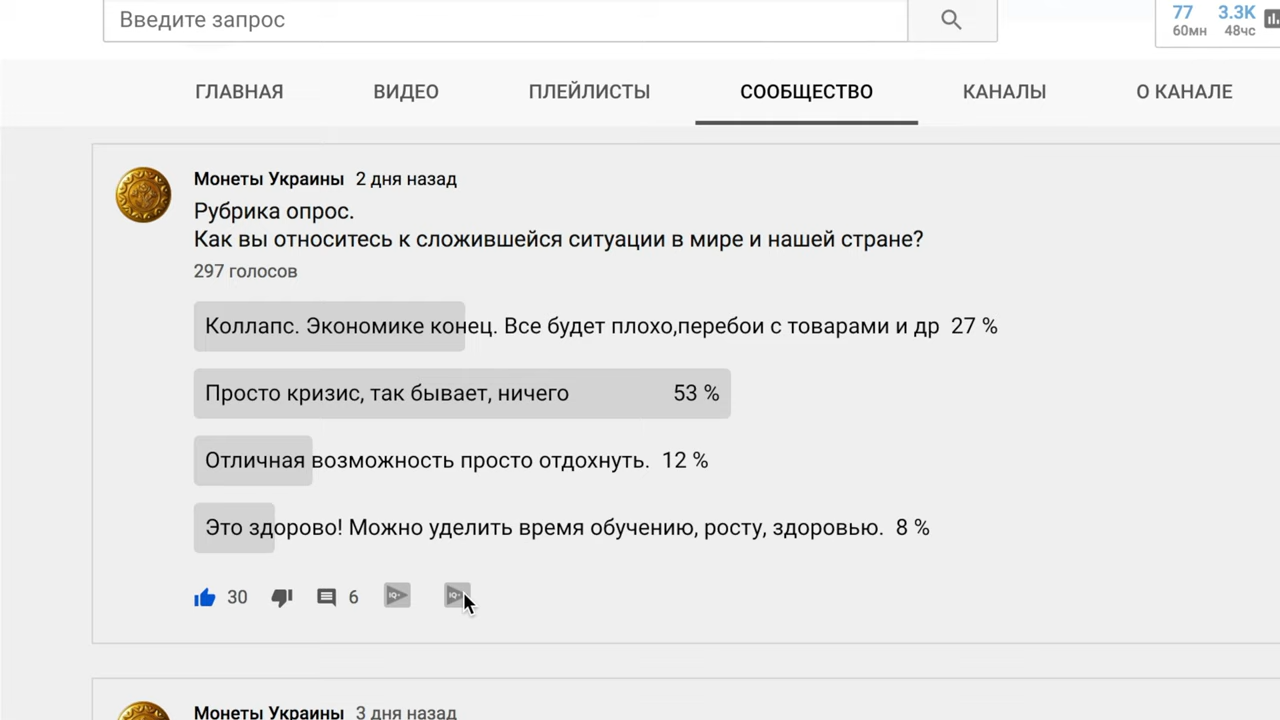 Введите запрос
77 3.3K
60мн 48чс
ГЛАВНАЯ ВИДЕО ПЛЕЙЛИСТЫ СООБЩЕСТВО КАНАЛЫ О КАНАЛЕ
Монеты Украины 2 дня назад
Рубрика опрос.
Как вы относитесь к сложившейся ситуации в мире и нашей стране?
297 голосов
Коллапс. Экономике конец. Все будет плохо,перебои с товарами и др 27 %
Просто кризис, так бывает, ничего 53 %
Отличная возможность просто отдохнуть. 12 %
Это здорово! Можно уделить время обучению, росту, здоровью. 8 %
30 6 IQ+ IQ+
Монеты Украины 3 дня назад